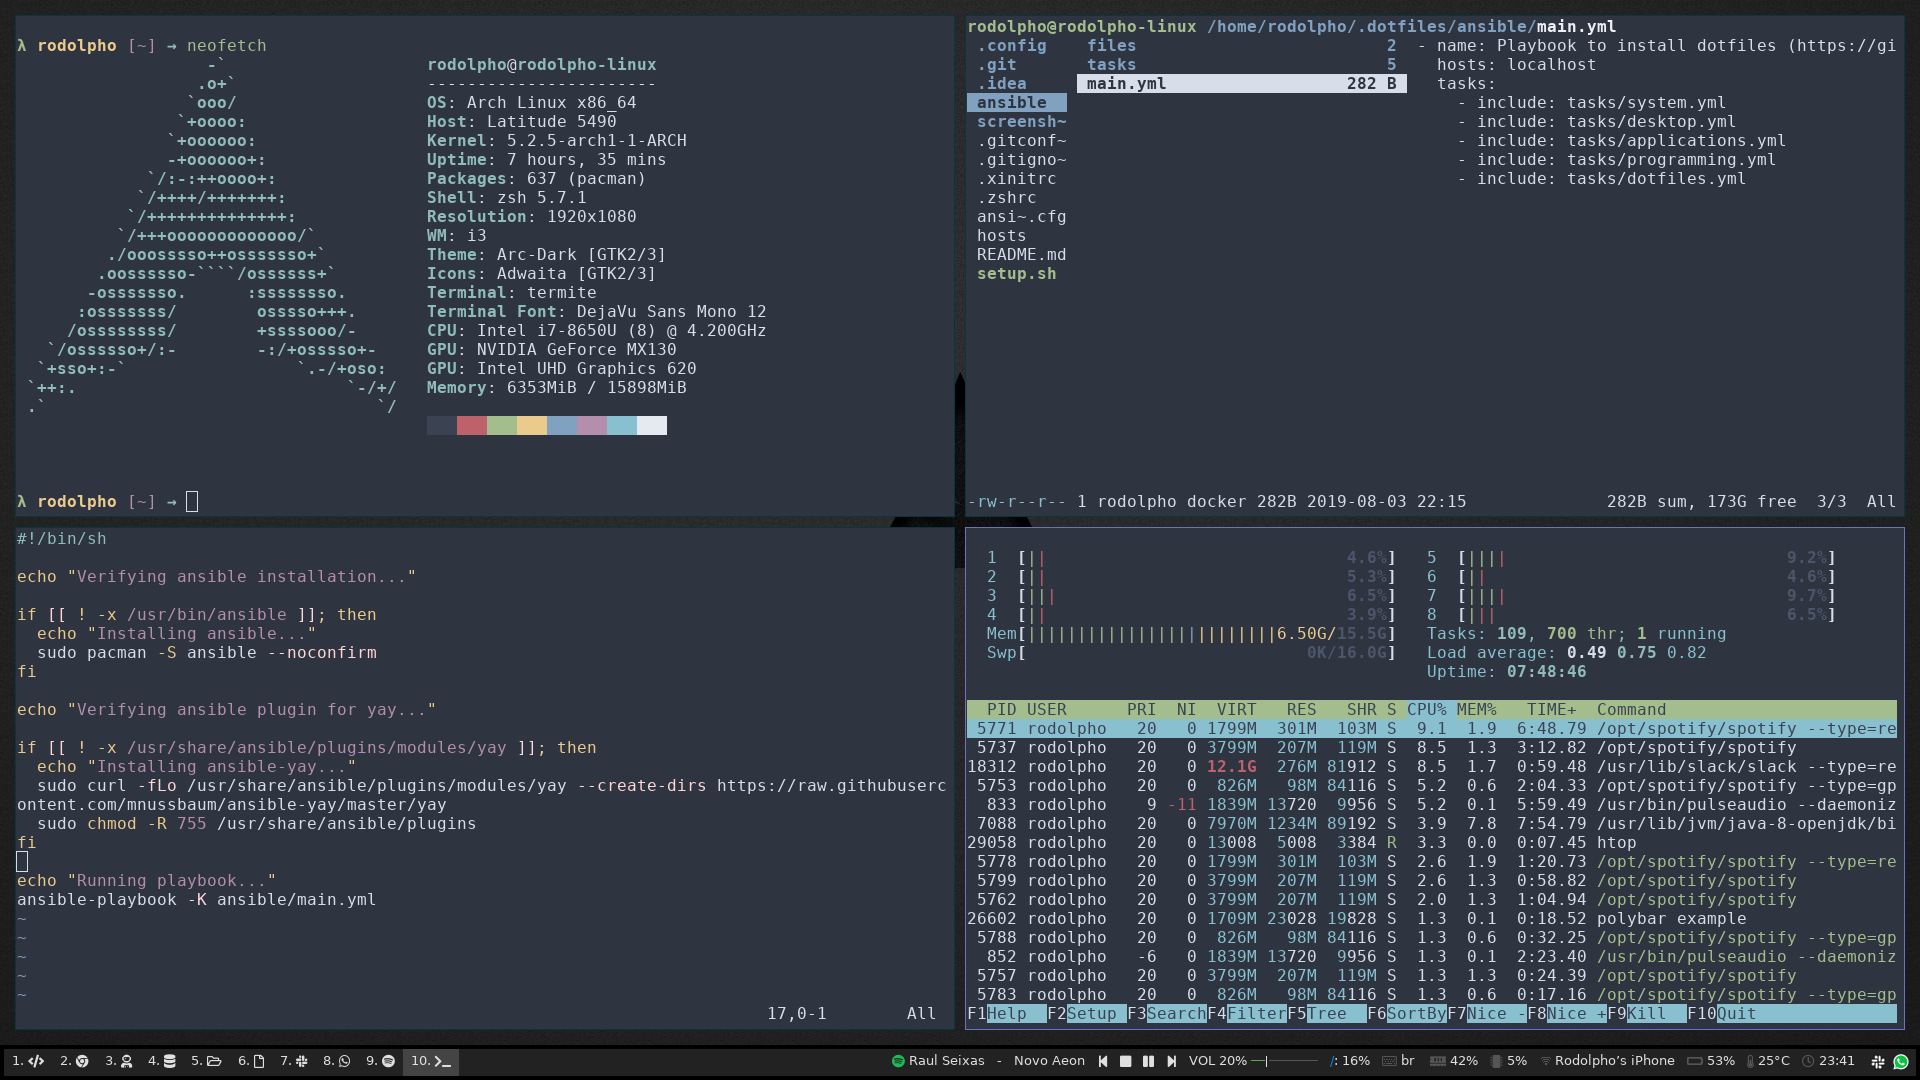 λ rodolpho [~] → neofetch
-`
.o+`
`ooo/
`+oooo:
`+oooooo:
-+oooooo+:
`/:-:++oooo+:
`/++++/+++++++:
`/++++++++++++++:
`/+++ooooooooooooo/`
./ooosssso++osssssso+`
.oossssso-````/ossssss+`
-osssssso.      :ssssssso.
:osssssss/        osssso+++.
/ossssssss/        +ssssooo/-
`/ossssso+/:-        -:/+osssso+-
`+sso+:-`                 `.-/+oso:
`++:.                           `-/+/
.`                                 `/
rodolpho@rodolpho-linux
-----------------------
OS: Arch Linux x86_64
Host: Latitude 5490
Kernel: 5.2.5-arch1-1-ARCH
Uptime: 7 hours, 35 mins
Packages: 637 (pacman)
Shell: zsh 5.7.1
Resolution: 1920x1080
WM: i3
Theme: Arc-Dark [GTK2/3]
Icons: Adwaita [GTK2/3]
Terminal: termite
Terminal Font: DejaVu Sans Mono 12
CPU: Intel i7-8650U (8) @ 4.200GHz
GPU: NVIDIA GeForce MX130
GPU: Intel UHD Graphics 620
Memory: 6353MiB / 15898MiB
λ rodolpho [~] →
rodolpho@rodolpho-linux /home/rodolpho/.dotfiles/ansible/main.yml
.config
.git
.idea
ansible
screensh~
.gitconf~
.gitigno~
.xinitrc
.zshrc
ansi~.cfg
hosts
README.md
setup.sh
files 2
tasks 5
main.yml 282 B
- name: Playbook to install dotfiles (https://gi
hosts: localhost
tasks:
- include: tasks/system.yml
- include: tasks/desktop.yml
- include: tasks/applications.yml
- include: tasks/programming.yml
- include: tasks/dotfiles.yml
-rw-r--r-- 1 rodolpho docker 282B 2019-08-03 22:15 282B sum, 173G free 3/3 All
#!/bin/sh
echo "Verifying ansible installation..."
if [[ ! -x /usr/bin/ansible ]]; then
echo "Installing ansible..."
sudo pacman -S ansible --noconfirm
fi
echo "Verifying ansible plugin for yay..."
if [[ ! -x /usr/share/ansible/plugins/modules/yay ]]; then
echo "Installing ansible-yay..."
sudo curl -fLo /usr/share/ansible/plugins/modules/yay --create-dirs https://raw.githubuserc
ontent.com/mnussbaum/ansible-yay/master/yay
sudo chmod -R 755 /usr/share/ansible/plugins
fi
echo "Running playbook..."
ansible-playbook -K ansible/main.yml
~
~
~
~
~
17,0-1 All
1 [|| 4.6%] 5 [|||| 9.2%]
2 [|| 5.3%] 6 [|| 4.6%]
3 [||| 6.5%] 7 [|||| 9.7%]
4 [|| 3.9%] 8 [||| 6.5%]
Mem[|||||||||||||||||||||||||6.50G/15.5G] Tasks: 109, 700 thr; 1 running
Swp[ 0K/16.0G] Load average: 0.49 0.75 0.82
Uptime: 07:48:46
PID USER PRI NI VIRT RES SHR S CPU% MEM% TIME+ Command
5771 rodolpho 20 0 1799M 301M 103M S 9.1 1.9 6:48.79 /opt/spotify/spotify --type=re
5737 rodolpho 20 0 3799M 207M 119M S 8.5 1.3 3:12.82 /opt/spotify/spotify
18312 rodolpho 20 0 12.1G 276M 81912 S 8.5 1.7 0:59.48 /usr/lib/slack/slack --type=re
5753 rodolpho 20 0 826M 98M 84116 S 5.2 0.6 2:04.33 /opt/spotify/spotify --type=gp
833 rodolpho 9 -11 1839M 13720 9956 S 5.2 0.1 5:59.49 /usr/bin/pulseaudio --daemoniz
7088 rodolpho 20 0 7970M 1234M 89192 S 3.9 7.8 7:54.79 /usr/lib/jvm/java-8-openjdk/bi
29058 rodolpho 20 0 13008 5008 3384 R 3.3 0.0 0:07.45 htop
5778 rodolpho 20 0 1799M 301M 103M S 2.6 1.9 1:20.73 /opt/spotify/spotify --type=re
5799 rodolpho 20 0 3799M 207M 119M S 2.6 1.3 0:58.82 /opt/spotify/spotify
5762 rodolpho 20 0 3799M 207M 119M S 2.0 1.3 1:04.94 /opt/spotify/spotify
26602 rodolpho 20 0 1709M 23028 19828 S 1.3 0.1 0:18.52 polybar example
5788 rodolpho 20 0 826M 98M 84116 S 1.3 0.6 0:32.25 /opt/spotify/spotify --type=gp
852 rodolpho -6 0 1839M 13720 9956 S 1.3 0.1 2:23.40 /usr/bin/pulseaudio --daemoniz
5757 rodolpho 20 0 3799M 207M 119M S 1.3 1.3 0:24.39 /opt/spotify/spotify
5783 rodolpho 20 0 826M 98M 84116 S 1.3 0.6 0:17.16 /opt/spotify/spotify --type=gp
F1Help F2Setup F3SearchF4FilterF5Tree F6SortByF7Nice -F8Nice +F9Kill F10Quit
1. 2. 3. 4. 5. 6. 7. 8. 9. 10. Raul Seixas - Novo Aeon VOL 20% /: 16% br 42% 5% Rodolpho's iPhone 53% 25°C 23:41